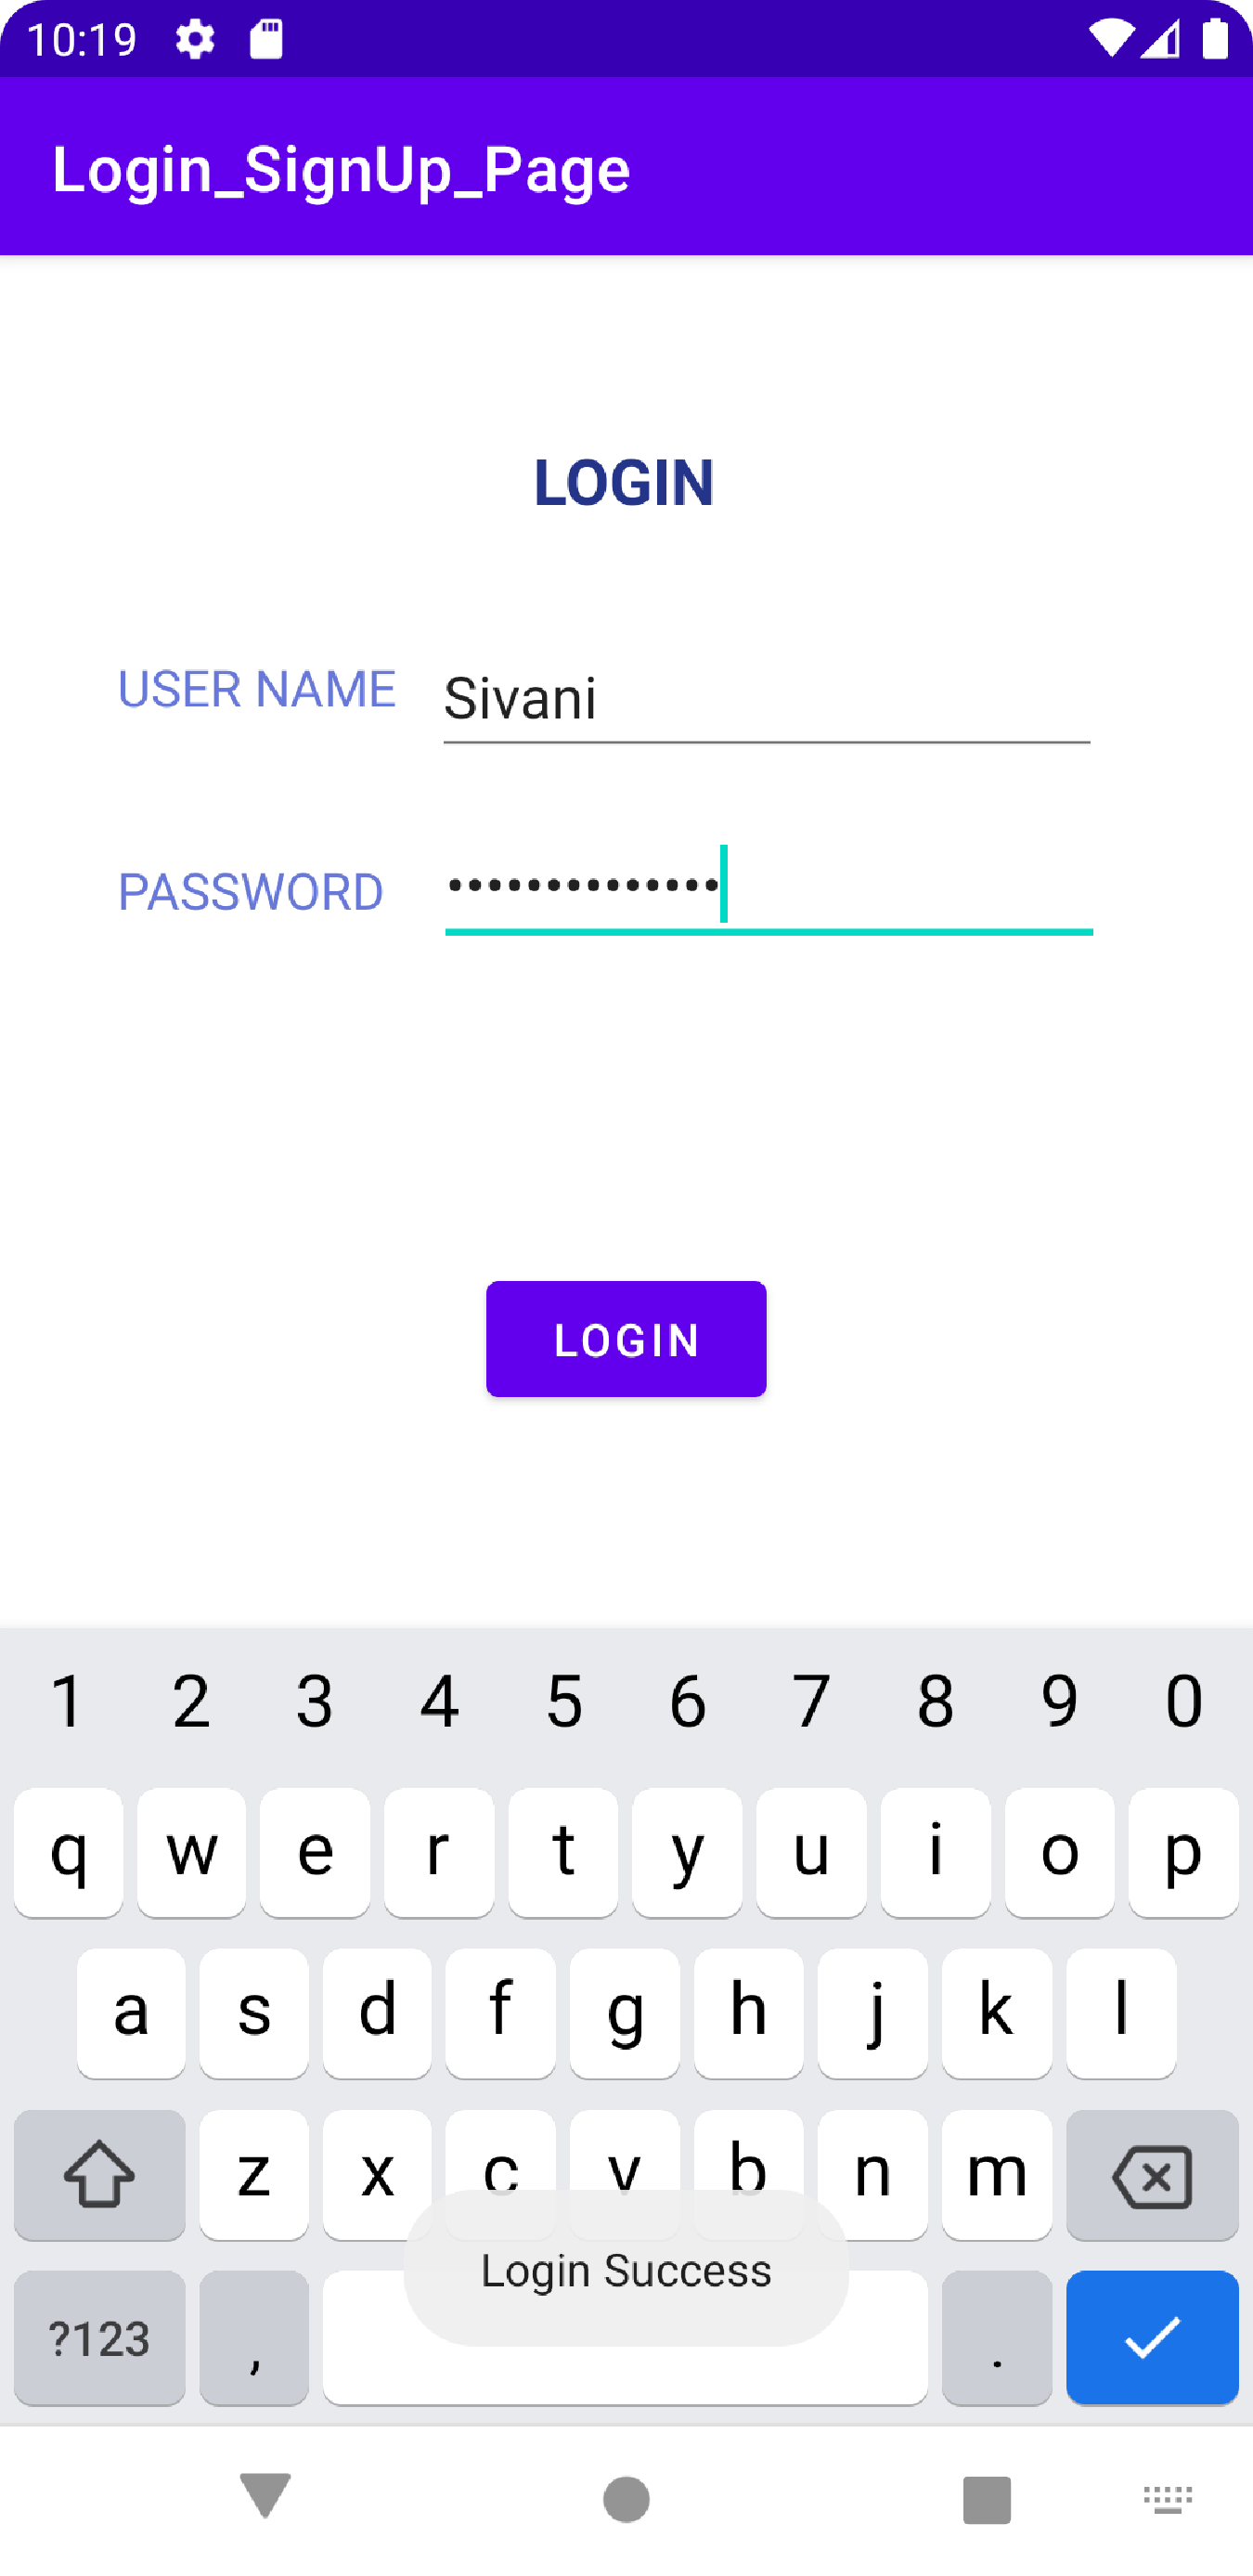 10:19
Login_SignUp_Page
LOGIN
USER NAME Sivani
PASSWORD ••••••••••••••
LOGIN
1 2 3 4 5 6 7 8 9 0
q w e r t y u i o p
a s d f g h j k l
z x c v b n m
Login Success
?123 , .